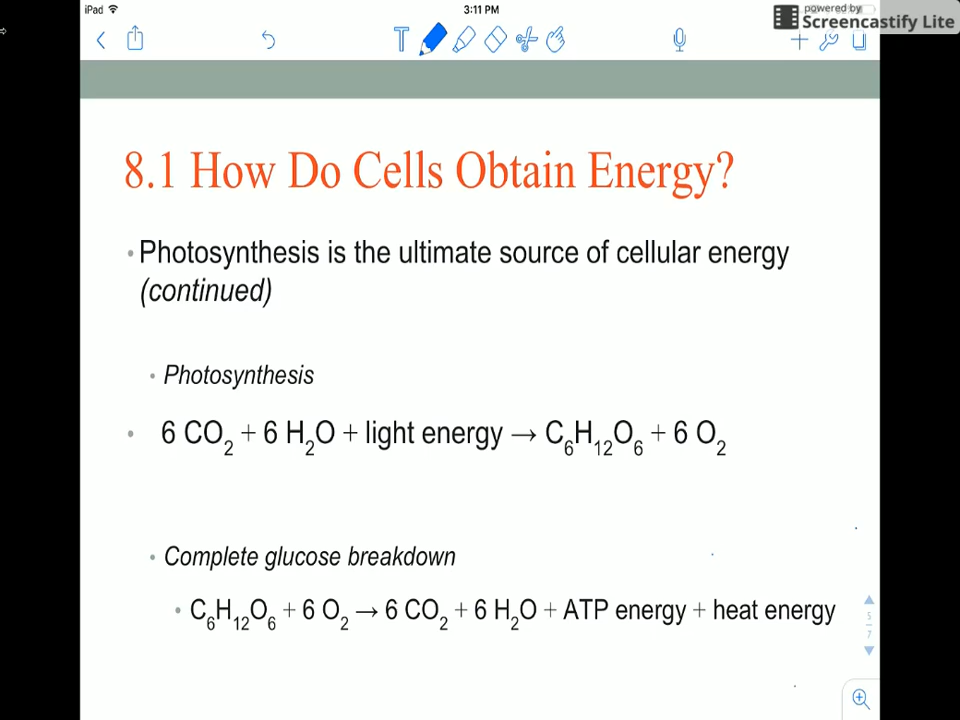 iPad
3:11 PM
powered by
Screencastify Lite
T
8.1 How Do Cells Obtain Energy?
• Photosynthesis is the ultimate source of cellular energy
(continued)
• Photosynthesis
• 6 CO₂ + 6 H₂O + light energy → C₆H₁₂O₆ + 6 O₂
• Complete glucose breakdown
• C₆H₁₂O₆ + 6 O₂ → 6 CO₂ + 6 H₂O + ATP energy + heat energy
5
7